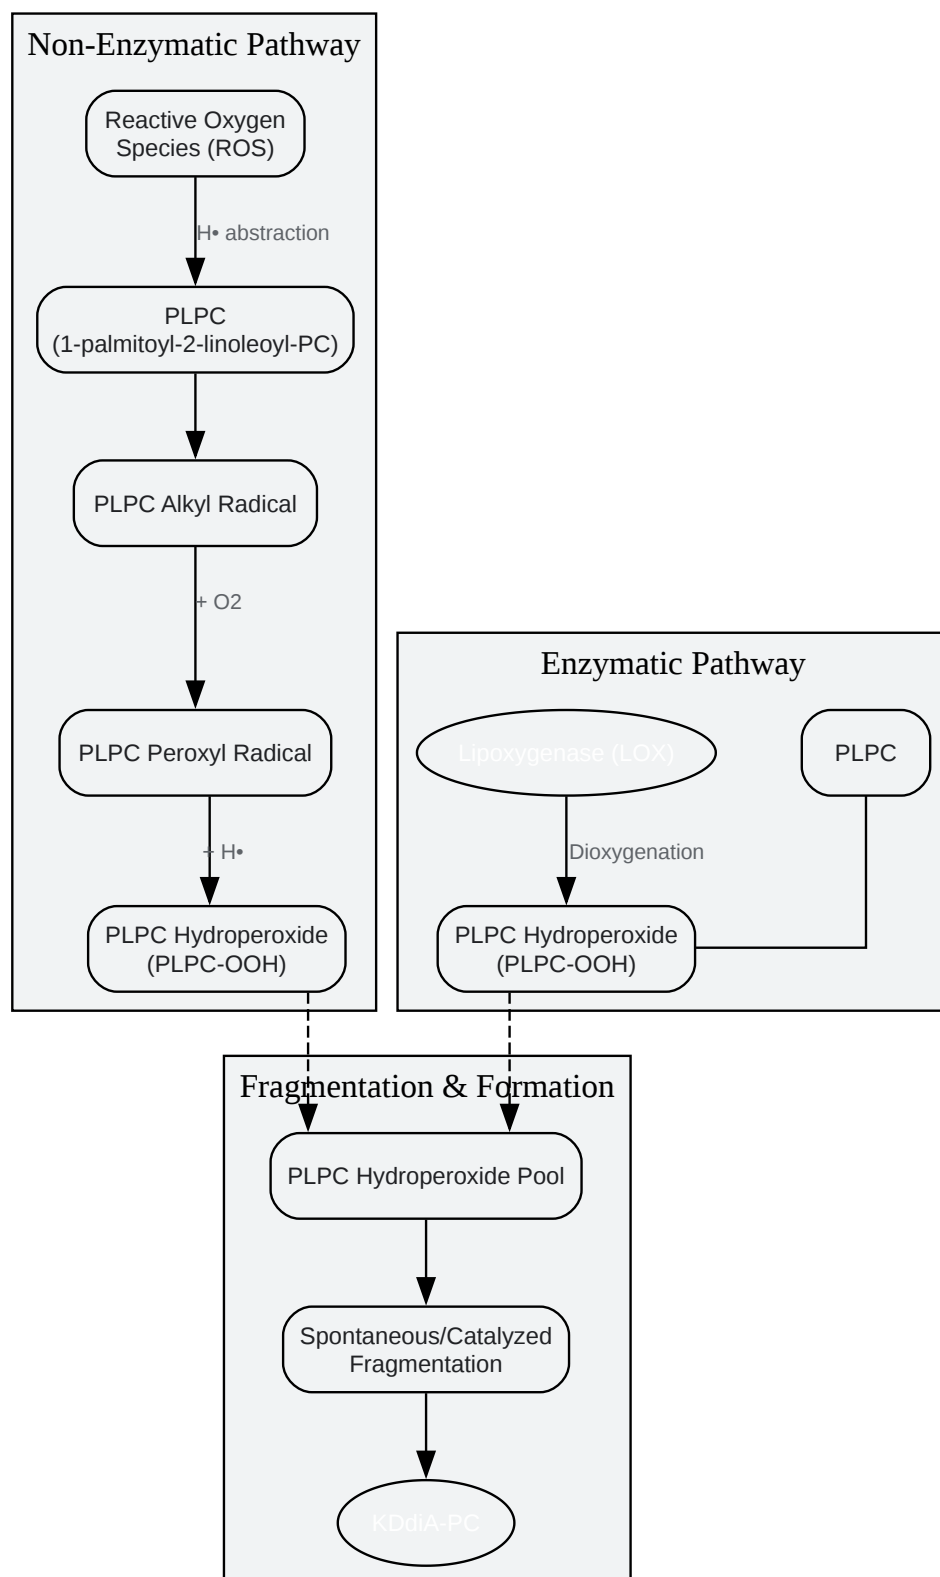 Non-Enzymatic Pathway
Reactive Oxygen
Species (ROS)
H• abstraction
PLPC
(1-palmitoyl-2-linoleoyl-PC)
PLPC Alkyl Radical
+ O2
PLPC Peroxyl Radical
+ H•
PLPC Hydroperoxide
(PLPC-OOH)
Enzymatic Pathway
Lipoxygenase (LOX)
PLPC
Dioxygenation
PLPC Hydroperoxide
(PLPC-OOH)
Fragmentation & Formation
PLPC Hydroperoxide Pool
Spontaneous/Catalyzed
Fragmentation
KDdiA-PC